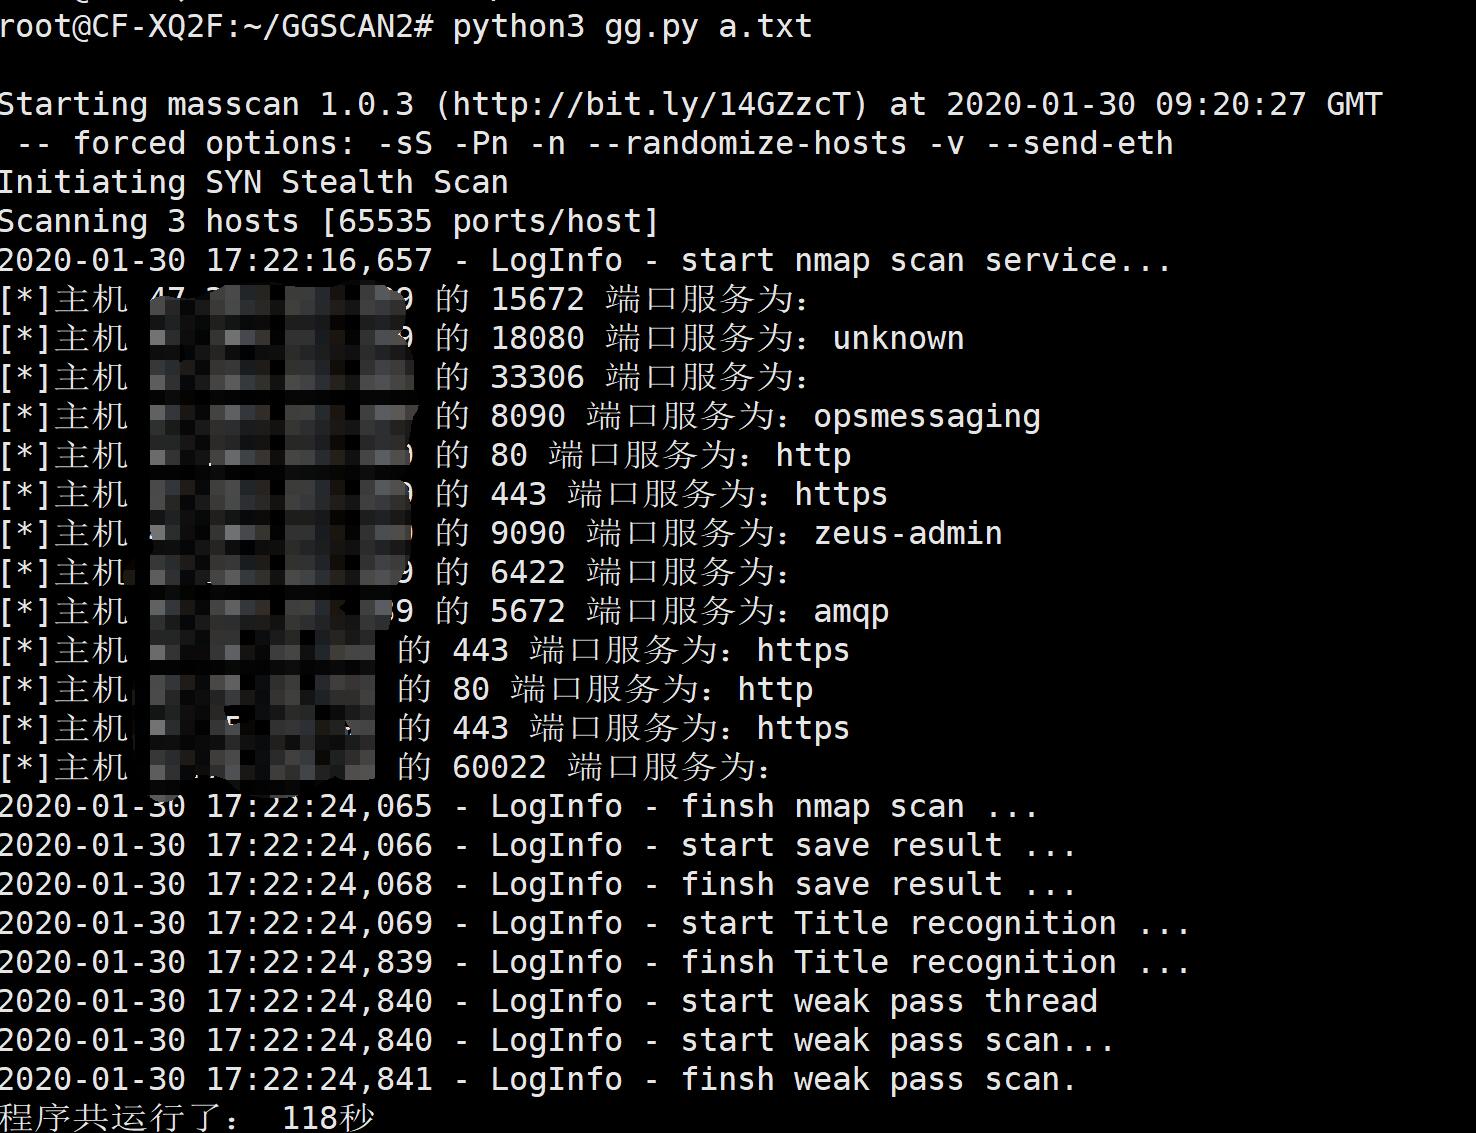 root@CF-XQ2F:~/GGSCAN2# python3 gg.py a.txt
Starting masscan 1.0.3 (http://bit.ly/14GZzcT) at 2020-01-30 09:20:27 GMT
-- forced options: -sS -Pn -n --randomize-hosts -v --send-eth
Initiating SYN Stealth Scan
Scanning 3 hosts [65535 ports/host]
2020-01-30 17:22:16,657 - LogInfo - start nmap scan service...
[*]主机 的 15672 端口服务为:
[*]主机 的 18080 端口服务为: unknown
[*]主机 的 33306 端口服务为:
[*]主机 的 8090 端口服务为: opsmessaging
[*]主机 的 80 端口服务为: http
[*]主机 的 443 端口服务为: https
[*]主机 的 9090 端口服务为: zeus-admin
[*]主机 的 6422 端口服务为:
[*]主机 的 5672 端口服务为: amqp
[*]主机 的 443 端口服务为: https
[*]主机 的 80 端口服务为: http
[*]主机 的 443 端口服务为: https
[*]主机 的 60022 端口服务为:
2020-01-30 17:22:24,065 - LogInfo - finsh nmap scan ...
2020-01-30 17:22:24,066 - LogInfo - start save result ...
2020-01-30 17:22:24,068 - LogInfo - finsh save result ...
2020-01-30 17:22:24,069 - LogInfo - start Title recognition ...
2020-01-30 17:22:24,839 - LogInfo - finsh Title recognition ...
2020-01-30 17:22:24,840 - LogInfo - start weak pass thread
2020-01-30 17:22:24,840 - LogInfo - start weak pass scan...
2020-01-30 17:22:24,841 - LogInfo - finsh weak pass scan.
程序共运行了: 118秒